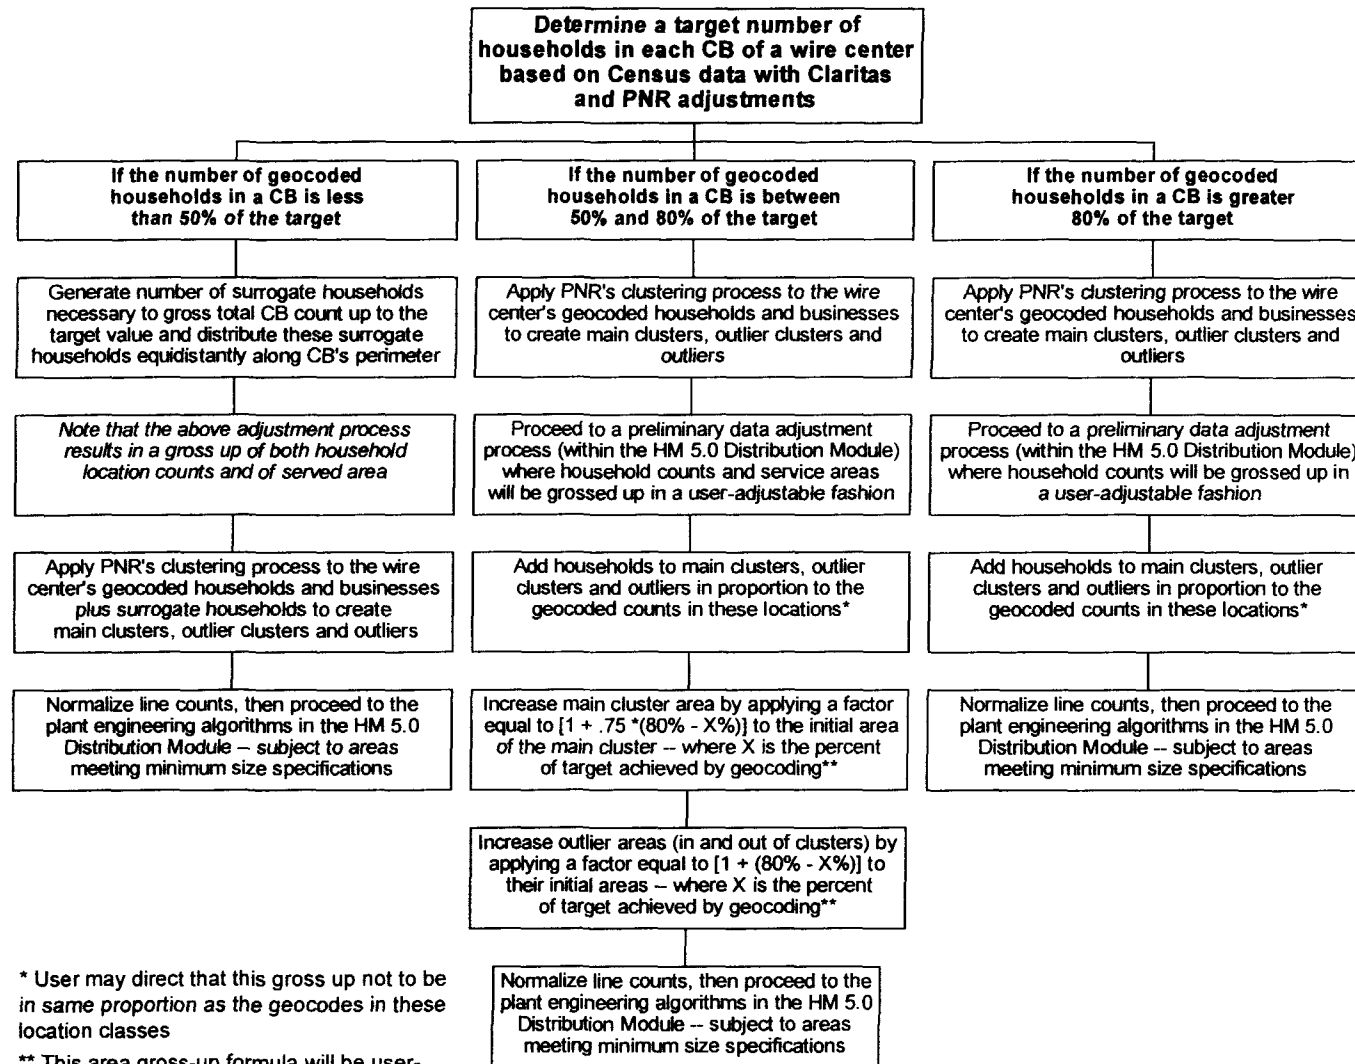 Determine a target number of
households in each CB of a wire center
based on Census data with Claritas
and PNR adjustments
If the number of geocoded
households in a CB is less
than 50% of the target
Generate number of surrogate households
necessary to gross total CB count up to the
target value and distribute these surrogate
households equidistantly along CB's perimeter
Note that the above adjustment process
results in a gross up of both household
location counts and of served area
Apply PNR's clustering process to the wire
center's geocoded households and businesses
plus surrogate households to create
main clusters, outlier clusters and outliers
Normalize line counts, then proceed to the
plant engineering algorithms in the HM 5.0
Distribution Module -- subject to areas
meeting minimum size specifications
If the number of geocoded
households in a CB is between
50% and 80% of the target
Apply PNR's clustering process to the wire
center's geocoded households and businesses
to create main clusters, outlier clusters and
outliers
Proceed to a preliminary data adjustment
process (within the HM 5.0 Distribution Module)
where household counts and service areas
will be grossed up in a user-adjustable fashion
Add households to main clusters, outlier
clusters and outliers in proportion to the
geocoded counts in these locations*
Increase main cluster area by applying a factor
equal to [1 + .75 *(80% - X%)] to the initial area
of the main cluster -- where X is the percent
of target achieved by geocoding**
Increase outlier areas (in and out of clusters) by
applying a factor equal to [1 + (80% - X%)] to
their initial areas -- where X is the percent
of target achieved by geocoding**
Normalize line counts, then proceed to the
plant engineering algorithms in the HM 5.0
Distribution Module -- subject to areas
meeting minimum size specifications
If the number of geocoded
households in a CB is greater
80% of the target
Apply PNR's clustering process to the wire
center's geocoded households and businesses
to create main clusters, outlier clusters and
outliers
Proceed to a preliminary data adjustment
process (within the HM 5.0 Distribution Module)
where household counts will be grossed up in
a user-adjustable fashion
Add households to main clusters, outlier
clusters and outliers in proportion to the
geocoded counts in these locations*
Normalize line counts, then proceed to the
plant engineering algorithms in the HM 5.0
Distribution Module -- subject to areas
meeting minimum size specifications
* User may direct that this gross up not to be
in same proportion as the geocodes in these
location classes
** This area gross-up formula will be user-